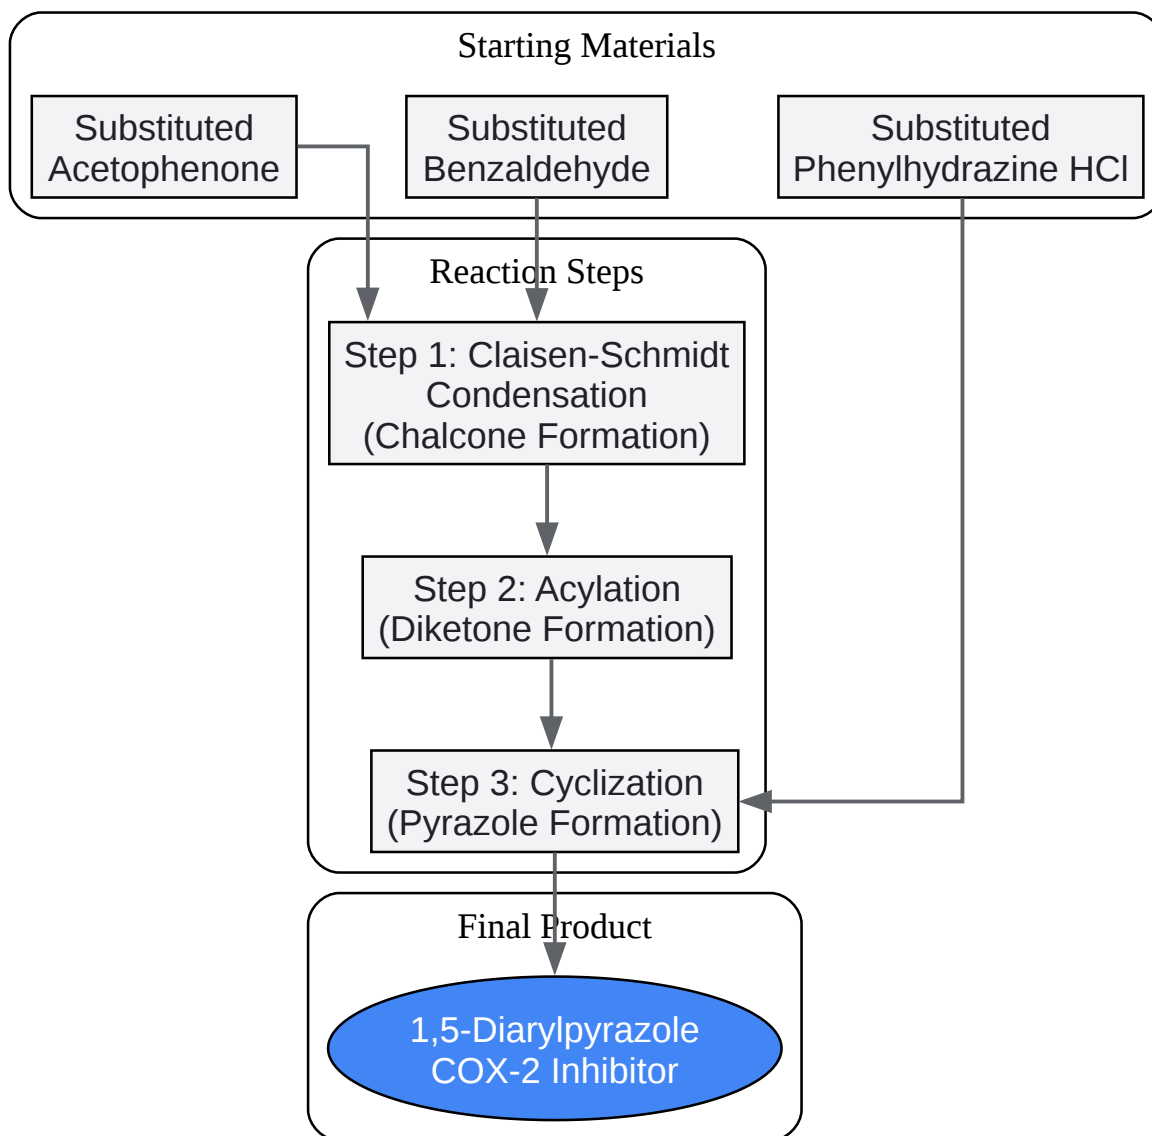 Starting Materials
Substituted
Acetophenone
Substituted
Benzaldehyde
Substituted
Phenylhydrazine HCl
Reaction Steps
Step 1: Claisen-Schmidt
Condensation
(Chalcone Formation)
Step 2: Acylation
(Diketone Formation)
Step 3: Cyclization
(Pyrazole Formation)
Final Product
1,5-Diarylpyrazole
COX-2 Inhibitor